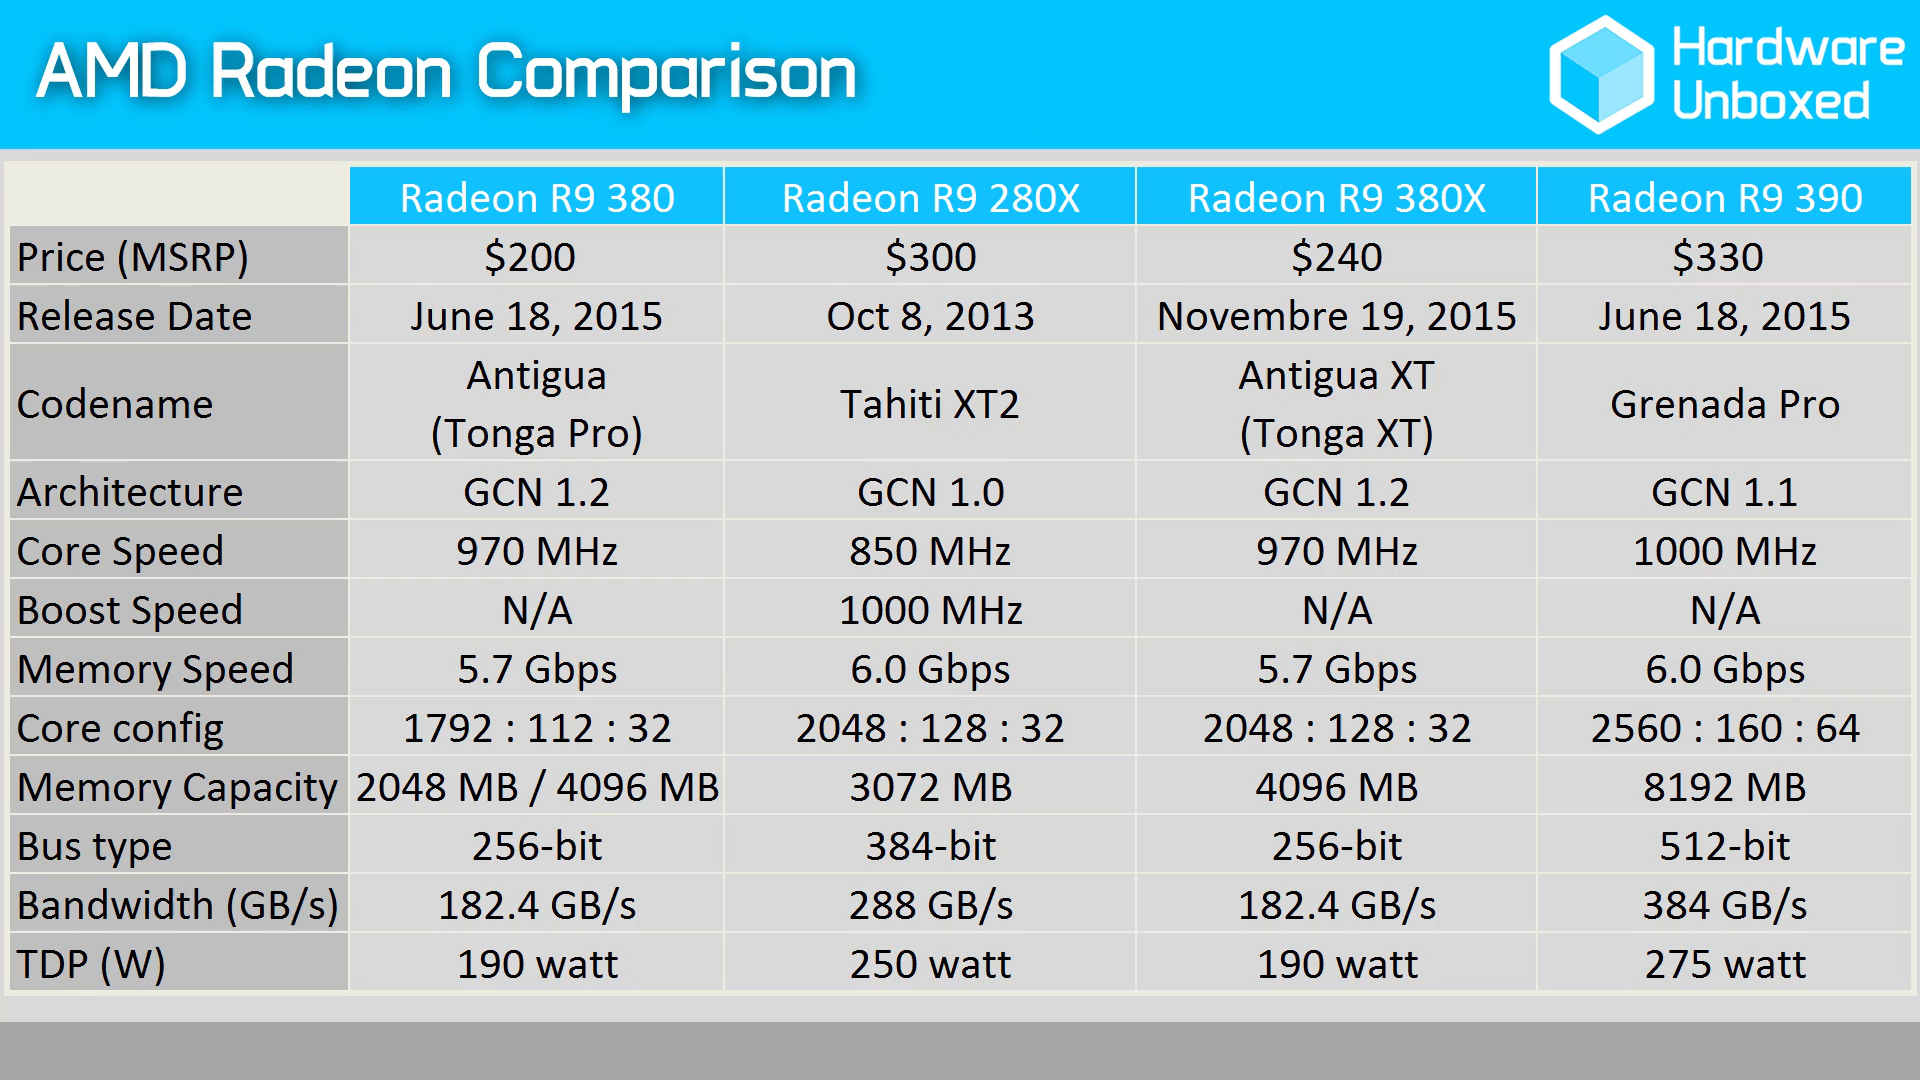 AMD Radeon Comparison
Hardware
Unboxed
Radeon R9 380 Radeon R9 280X Radeon R9 380X Radeon R9 390
Price (MSRP) $200 $300 $240 $330
Release Date June 18, 2015 Oct 8, 2013 Novembre 19, 2015 June 18, 2015
Codename Antigua (Tonga Pro) Tahiti XT2 Antigua XT (Tonga XT) Grenada Pro
Architecture GCN 1.2 GCN 1.0 GCN 1.2 GCN 1.1
Core Speed 970 MHz 850 MHz 970 MHz 1000 MHz
Boost Speed N/A 1000 MHz N/A N/A
Memory Speed 5.7 Gbps 6.0 Gbps 5.7 Gbps 6.0 Gbps
Core config 1792 : 112 : 32 2048 : 128 : 32 2048 : 128 : 32 2560 : 160 : 64
Memory Capacity 2048 MB / 4096 MB 3072 MB 4096 MB 8192 MB
Bus type 256-bit 384-bit 256-bit 512-bit
Bandwidth (GB/s) 182.4 GB/s 288 GB/s 182.4 GB/s 384 GB/s
TDP (W) 190 watt 250 watt 190 watt 275 watt